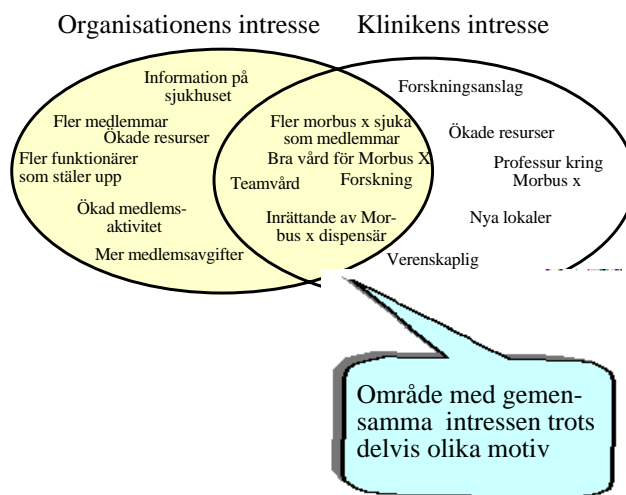 Organisationens intresse
Klinikens intresse
Information på
sjukhuset
Fler medlemmar
Ökade resurser
Fler funktionärer
som stäler upp
Ökad medlems-
aktivitet
Mer medlemsavgifter
Fler morbus x sjuka
som medlemmar
Bra vård för Morbus X
Teamvård
Forskning
Inrättande av Mor-
bus x dispensär
Forskningsanslag
Ökade resurser
Professur kring
Morbus x
Nya lokaler
Verenskaplig
Område med gemen-
samma intressen trots
delvis olika motiv